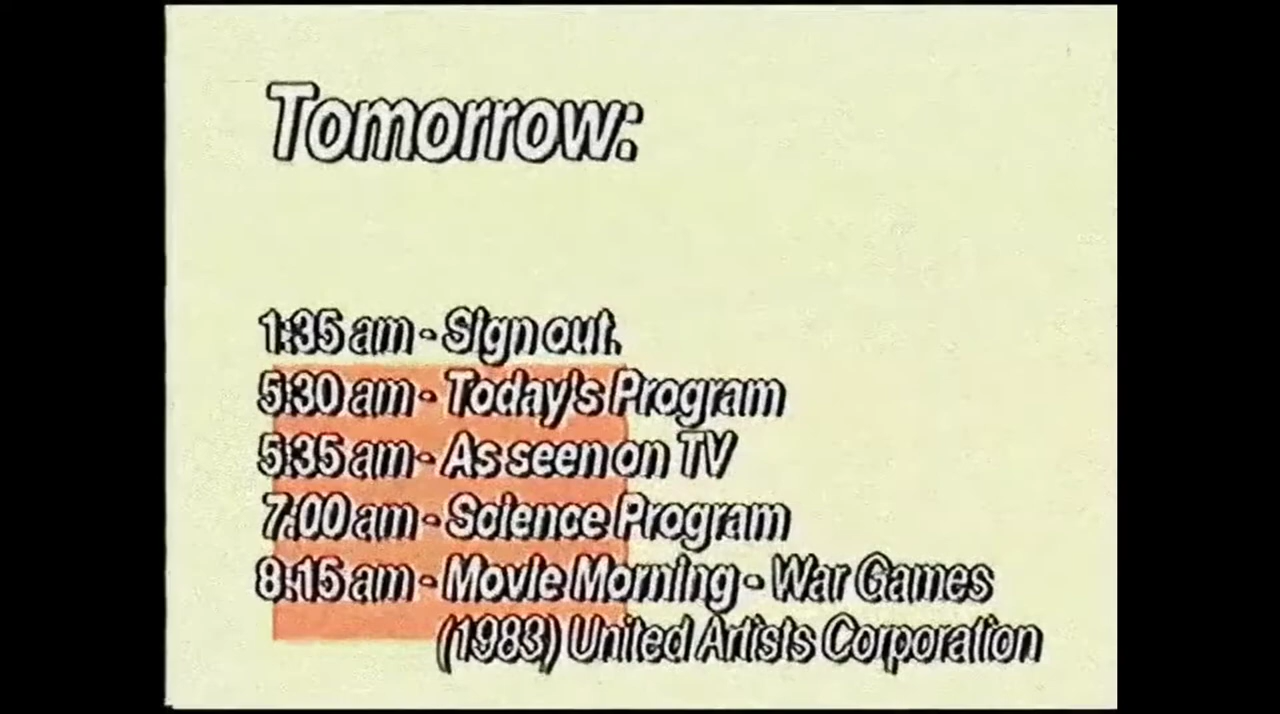 Tomorrow:
1:35 am - Sign out.
5:30 am - Today's Program
5:35 am - As seen on TV
7:00 am - Science Program
8:15 am - Movie Morning - War Games
(1983) United Artists Corporation